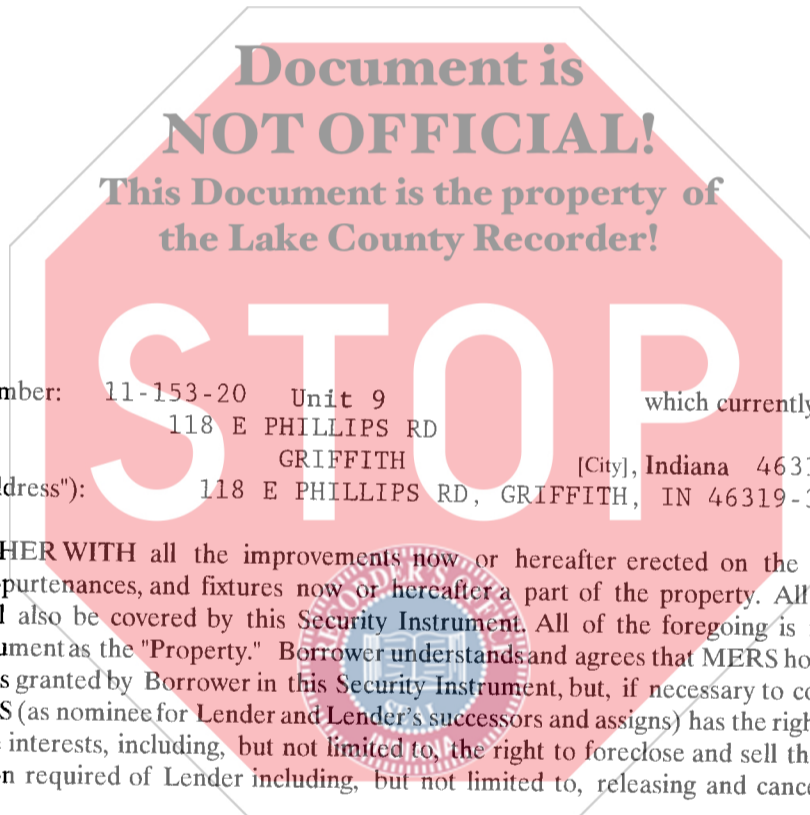 Document is
NOT OFFICIAL!
This Document is the property of
the Lake County Recorder!
STOP
mber: 11-153-20 Unit 9 which currently
118 E PHILLIPS RD
GRIFFITH [City], Indiana 4631
dress"): 118 E PHILLIPS RD, GRIFFITH, IN 46319-
HER WITH all the improvements now or hereafter erected on the
purtenances, and fixtures now or hereafter a part of the property. All
l also be covered by this Security Instrument. All of the foregoing is
ument as the "Property." Borrower understands and agrees that MERS ho
s granted by Borrower in this Security Instrument, but, if necessary to co
S (as nominee for Lender and Lender's successors and assigns) has the righ
interests, including, but not limited to, the right to foreclose and sell th
n required of Lender including, but not limited to, releasing and cance
SEAL